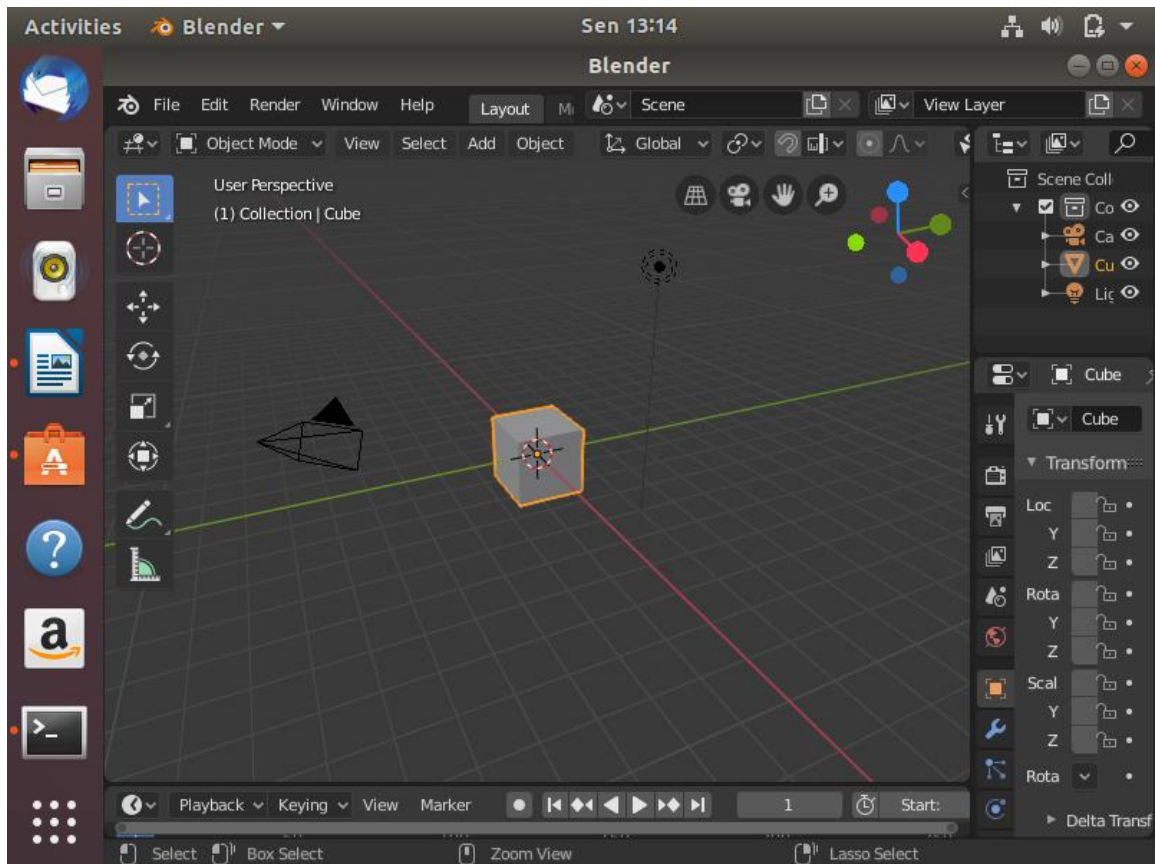 Activities Blender Sen 13:14
Blender
File Edit Render Window Help Layout Scene View Layer
Object Mode View Select Add Object Global
User Perspective
(1) Collection | Cube
Scene Coll
Co
Ca
Cu
Lig
Cube
Cube
Transform
Loc
Y
Z
Rota
Y
Z
Scal
Y
Z
Rota
Delta Transf
Playback Keying View Marker 1 Start:
Select Box Select Zoom View Lasso Select